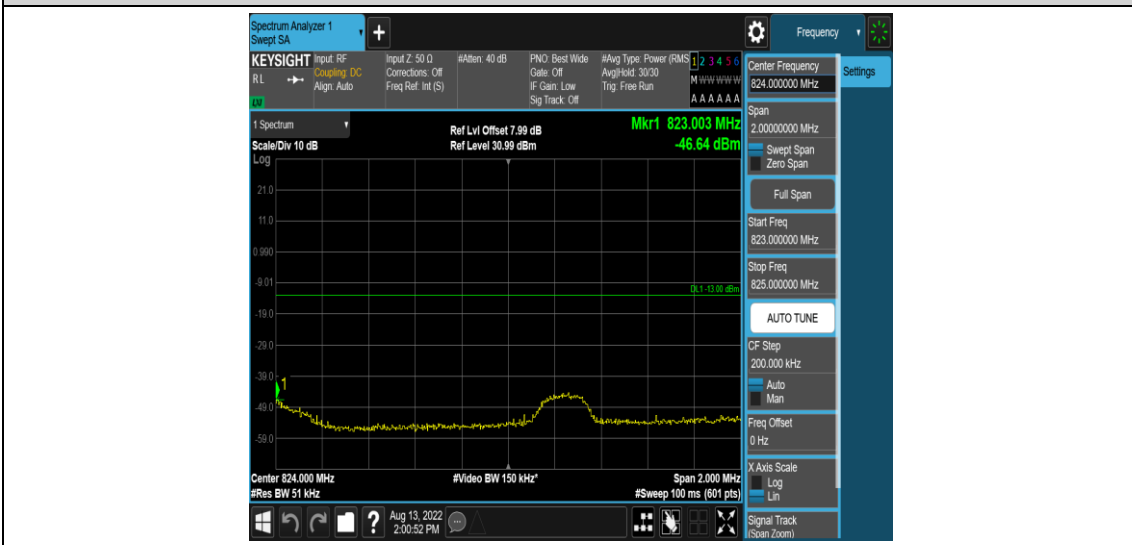 Spectrum Analyzer 1
Swept SA
+
Frequency
KEYSIGHT
Input: RF
Input Z: 50 Ω
#Atten: 40 dB
PNO: Best Wide
#Avg Type: Power (RMS
1 2 3 4 5 6
RL
Coupling: DC
Corrections: Off
Gate: Off
Avg|Hold: 30/30
M W W W W W
Align: Auto
Freq Ref: Int (S)
IF Gain: Low
Trig: Free Run
Sig Track: Off
A A A A A A
1 Spectrum
Ref Lvl Offset 7.99 dB
Mkr1 823.003 MHz
Scale/Div 10 dB
Ref Level 30.99 dBm
-46.64 dBm
Log
21.0
11.0
0.990
-9.01
DL1 -13.00 dBm
-19.0
-29.0
-39.0
1
-49.0
-59.0
Center 824.000 MHz
#Video BW 150 kHz*
Span 2.000 MHz
#Res BW 51 kHz
#Sweep 100 ms (601 pts)
Center Frequency
824.000000 MHz
Settings
Span
2.00000000 MHz
Swept Span
Zero Span
Full Span
Start Freq
823.000000 MHz
Stop Freq
825.000000 MHz
AUTO TUNE
CF Step
200.000 kHz
Auto
Man
Freq Offset
0 Hz
X Axis Scale
Log
Lin
Signal Track
(Span Zoom)
?
Aug 13, 2022
2:00:52 PM